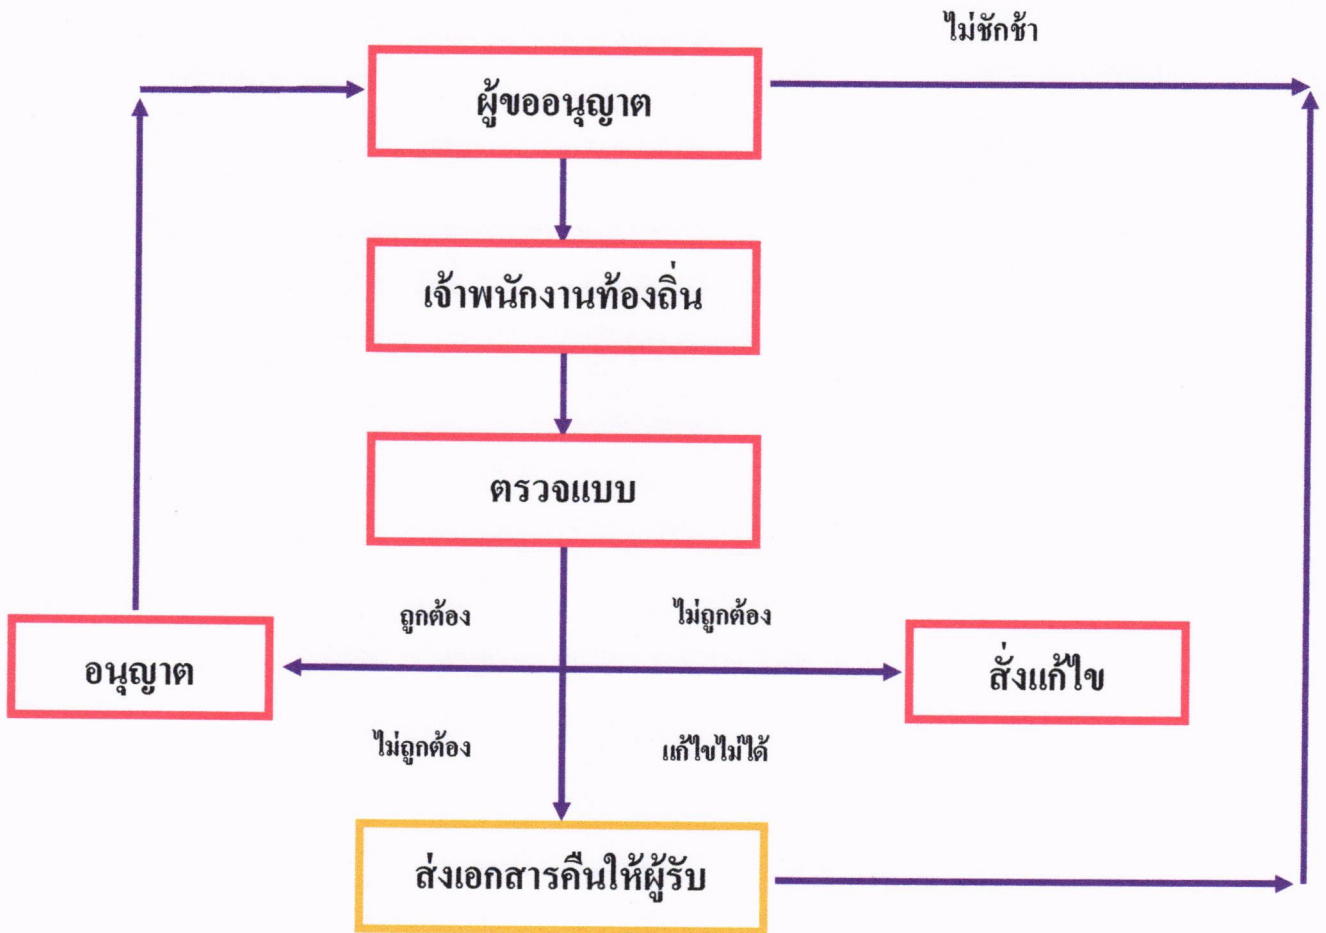 ไม่ชักช้า
ผู้ขออนุญาต
เจ้าพนักงานท้องถิ่น
ตรวจแบบ
ถูกต้อง
ไม่ถูกต้อง
อนุญาต
สั่งแก้ไข
ไม่ถูกต้อง
แก้ไขไม่ได้
ส่งเอกสารคืนให้ผู้รับ